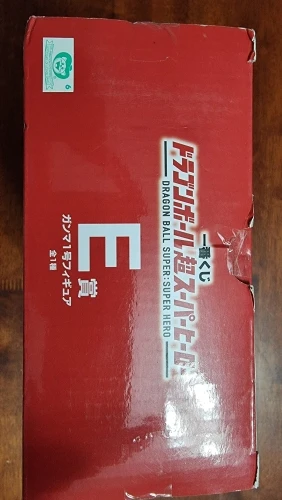 一番くじ
ドラゴンボール超スーパーヒーロー
DRAGON BALL SUPER:SUPER HERO
E賞
ガンマ1号フィギュア
全1種
6